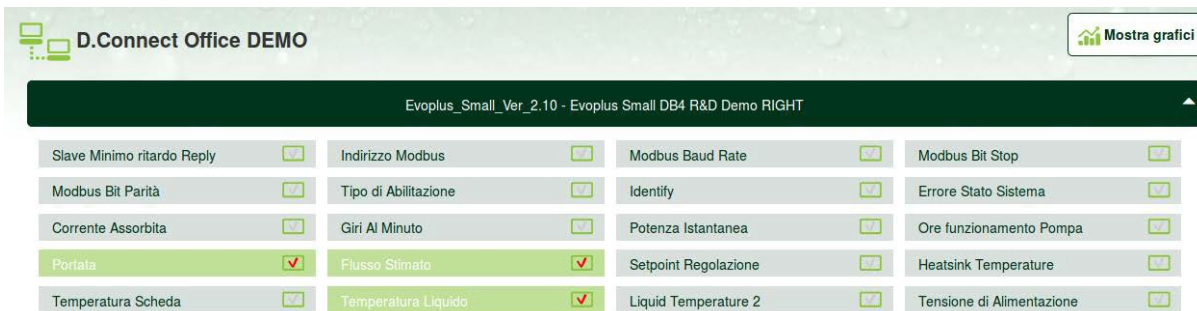 D.Connect Office DEMO
Mostra grafici
Evoplus_Small_Ver_2.10 - Evoplus Small DB4 R&D Demo RIGHT
Slave Minimo ritardo Reply Indirizzo Modbus Modbus Baud Rate Modbus Bit Stop
Modbus Bit Parità Tipo di Abilitazione Identify Errore Stato Sistema
Corrente Assorbita Giri Al Minuto Potenza Istantanea Ore funzionamento Pompa
Portata Flusso Stimato Setpoint Regolazione Heatsink Temperature
Temperatura Scheda Temperatura Liquido Liquid Temperature 2 Tensione di Alimentazione